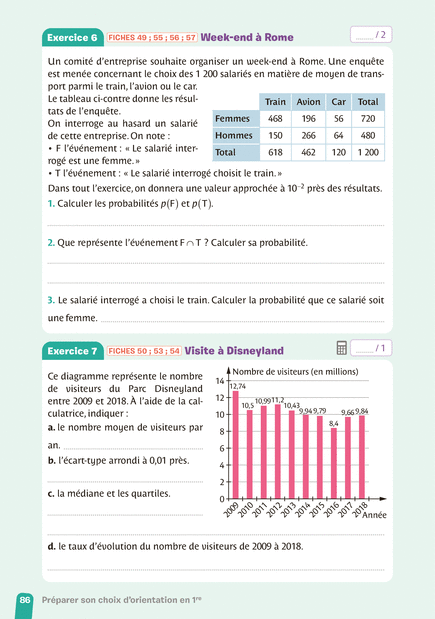 Exercice 6 FICHES 49 ; 55 ; 56 ; 57 Week-end à Rome ........ / 2
Un comité d'entreprise souhaite organiser un week-end à Rome. Une enquête
est menée concernant le choix des 1 200 salariés en matière de moyen de trans-
port parmi le train, l'avion ou le car.
Le tableau ci-contre donne les résul-
tats de l'enquête.
On interroge au hasard un salarié
de cette entreprise. On note :
• F l'événement : « Le salarié inter-
rogé est une femme. »
Train Avion Car Total
Femmes 468 196 56 720
Hommes 150 266 64 480
Total 618 462 120 1 200
• T l'événement : « Le salarié interrogé choisit le train. »
Dans tout l'exercice, on donnera une valeur approchée à 10⁻² près des résultats.
1. Calculer les probabilités p(F) et p(T).
2. Que représente l'événement F ∩ T ? Calculer sa probabilité.
3. Le salarié interrogé a choisi le train. Calculer la probabilité que ce salarié soit
une femme.
Exercice 7 FICHES 50 ; 53 ; 54 Visite à Disneyland ........ / 1
Ce diagramme représente le nombre
de visiteurs du Parc Disneyland
entre 2009 et 2018. À l'aide de la cal-
culatrice, indiquer :
a. le nombre moyen de visiteurs par
an.
b. l'écart-type arrondi à 0,01 près.
c. la médiane et les quartiles.
Nombre de visiteurs (en millions)
14
12
10
8
6
4
2
0
12,74
10,5
10,99
11,2
10,43
9,94
9,79
8,4
9,66
9,84
2009
2010
2011
2012
2013
2014
2015
2016
2017
2018
Année
d. le taux d'évolution du nombre de visiteurs de 2009 à 2018.
86 Préparer son choix d'orientation en 1re